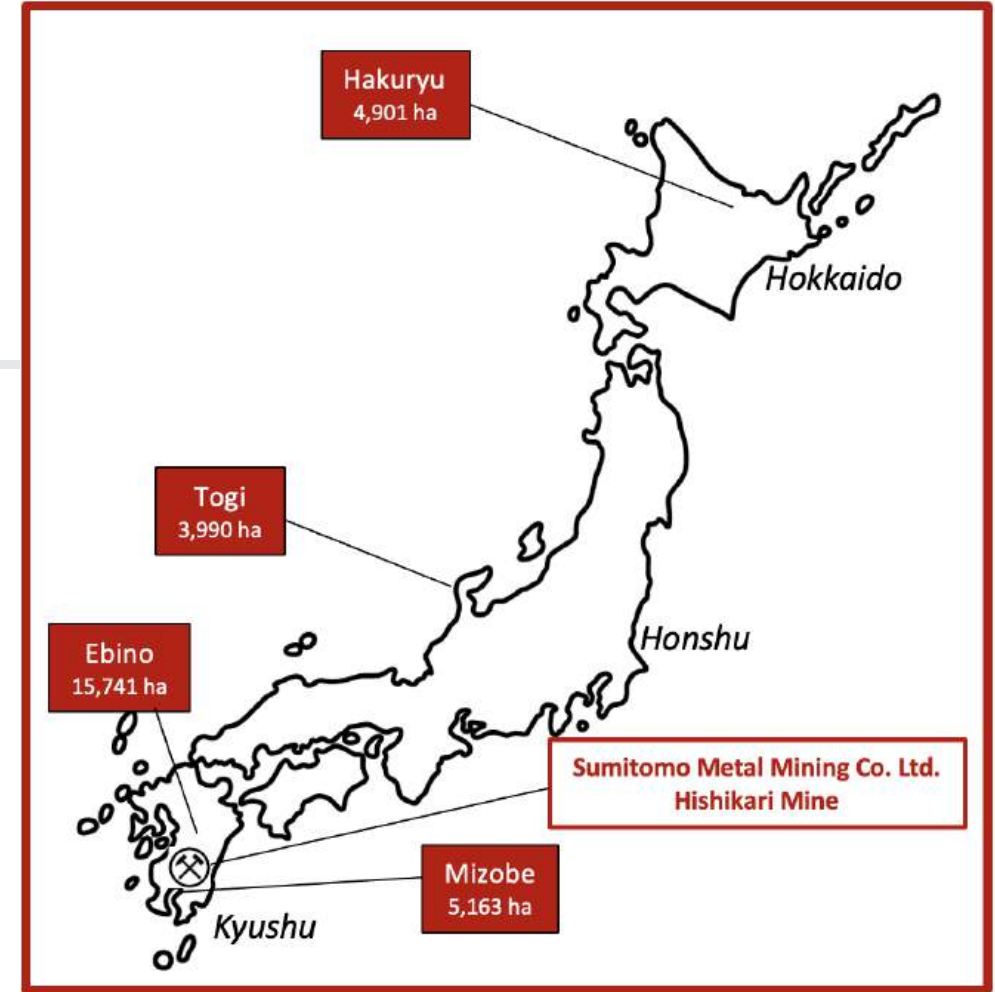 Hakuryu
4,901 ha
Hokkaido
Togi
3,990 ha
Ebino
15,741 ha
Honshu
Sumitomo Metal Mining Co. Ltd.
Hishikari Mine
Mizobe
5,163 ha
Kyushu